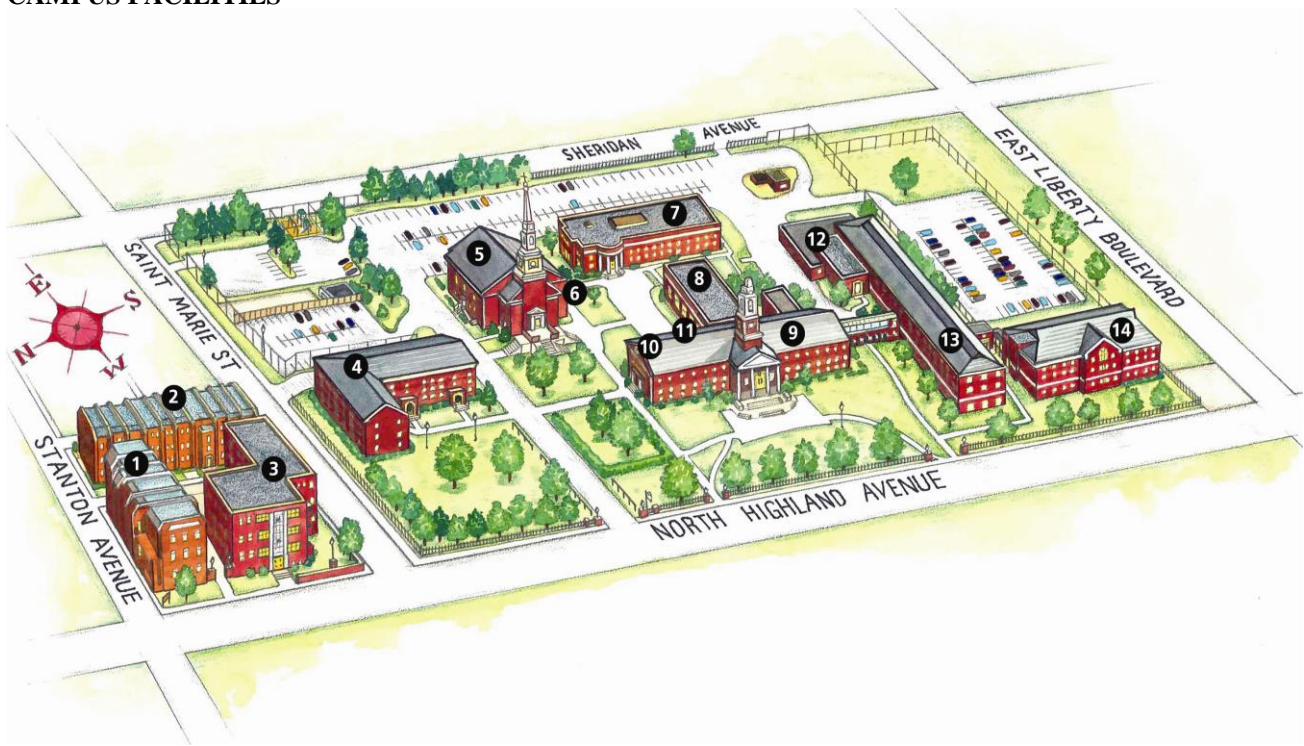 CAMPUS FACILITIES
SHERIDAN AVENUE
EAST LIBERTY BOULEVARD
SAINT MARIE ST
STANTON AVENUE
NORTH HIGHLAND AVENUE
E
S
N
W
1
2
3
4
5
6
7
8
9
10
11
12
13
14